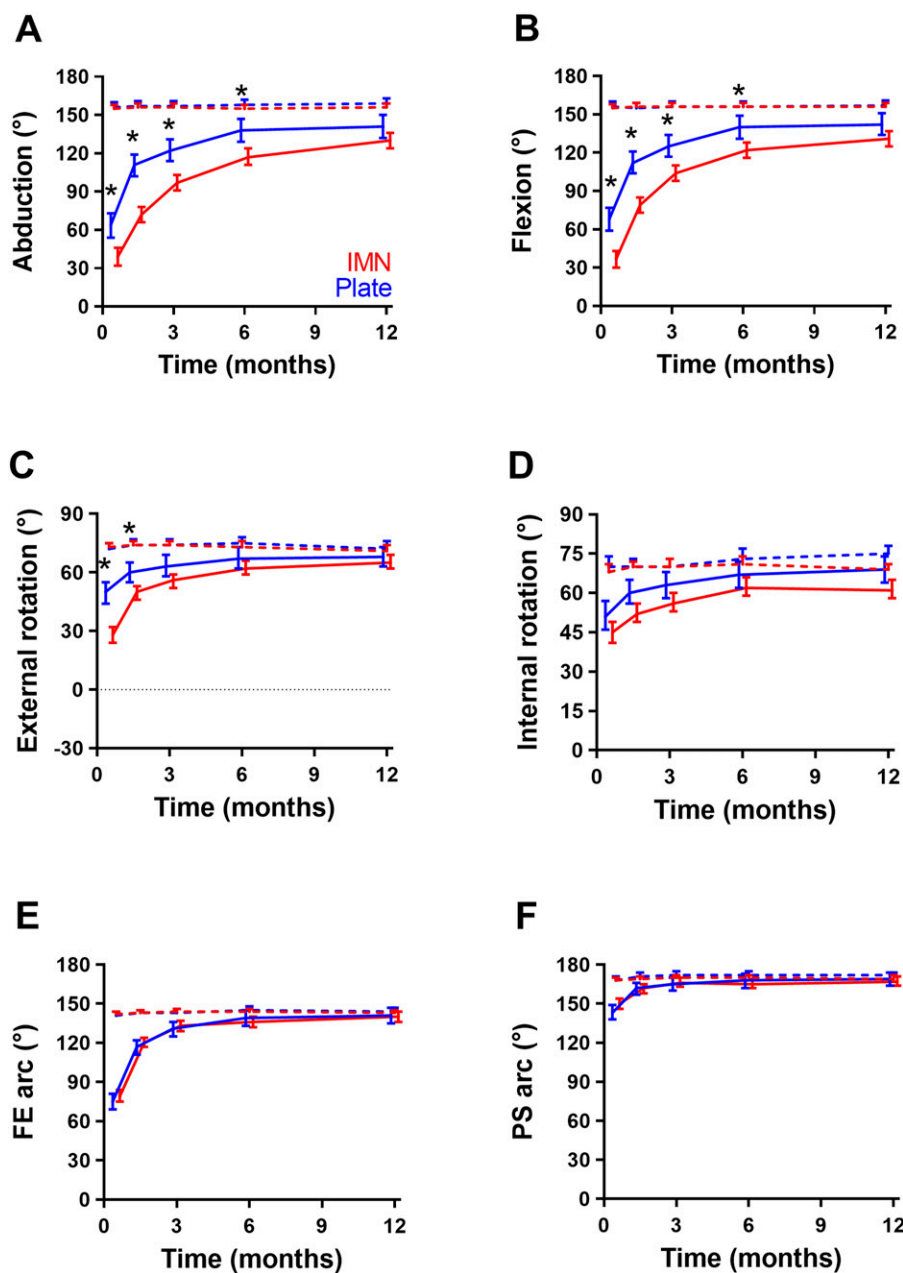 A
B
Abduction (°)
180
150
120
90
60
30
0
*
*
*
*
IMN
Plate
0 3 6 9 12
Time (months)
Flexion (°)
180
150
120
90
60
30
0
*
*
*
*
0 3 6 9 12
Time (months)
C
D
External rotation (°)
90
60
30
0
-30
*
*
0 3 6 9 12
Time (months)
Internal rotation (°)
90
75
60
45
30
15
0
0 3 6 9 12
Time (months)
E
F
FE arc (°)
180
150
120
90
60
30
0
0 3 6 9 12
Time (months)
PS arc (°)
180
150
120
90
60
30
0
0 3 6 9 12
Time (months)